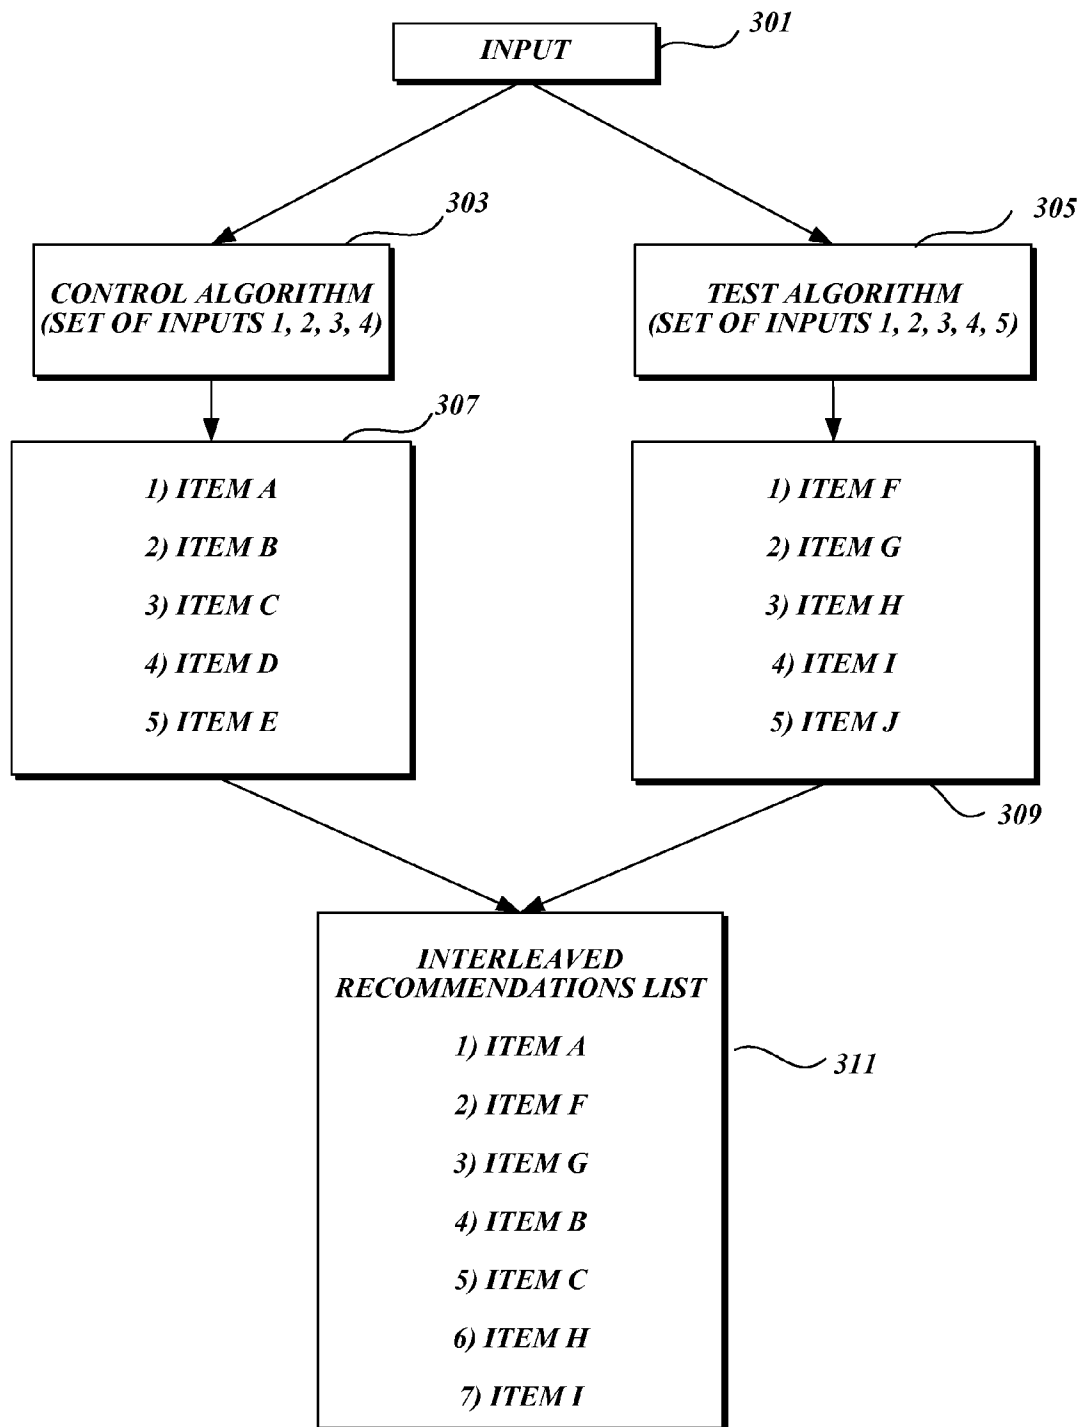 INPUT
301
303
305
CONTROL ALGORITHM
(SET OF INPUTS 1, 2, 3, 4)
TEST ALGORITHM
(SET OF INPUTS 1, 2, 3, 4, 5)
307
1) ITEM A
2) ITEM B
3) ITEM C
4) ITEM D
5) ITEM E
1) ITEM F
2) ITEM G
3) ITEM H
4) ITEM I
5) ITEM J
309
INTERLEAVED
RECOMMENDATIONS LIST
1) ITEM A
2) ITEM F
3) ITEM G
4) ITEM B
5) ITEM C
6) ITEM H
7) ITEM I
311